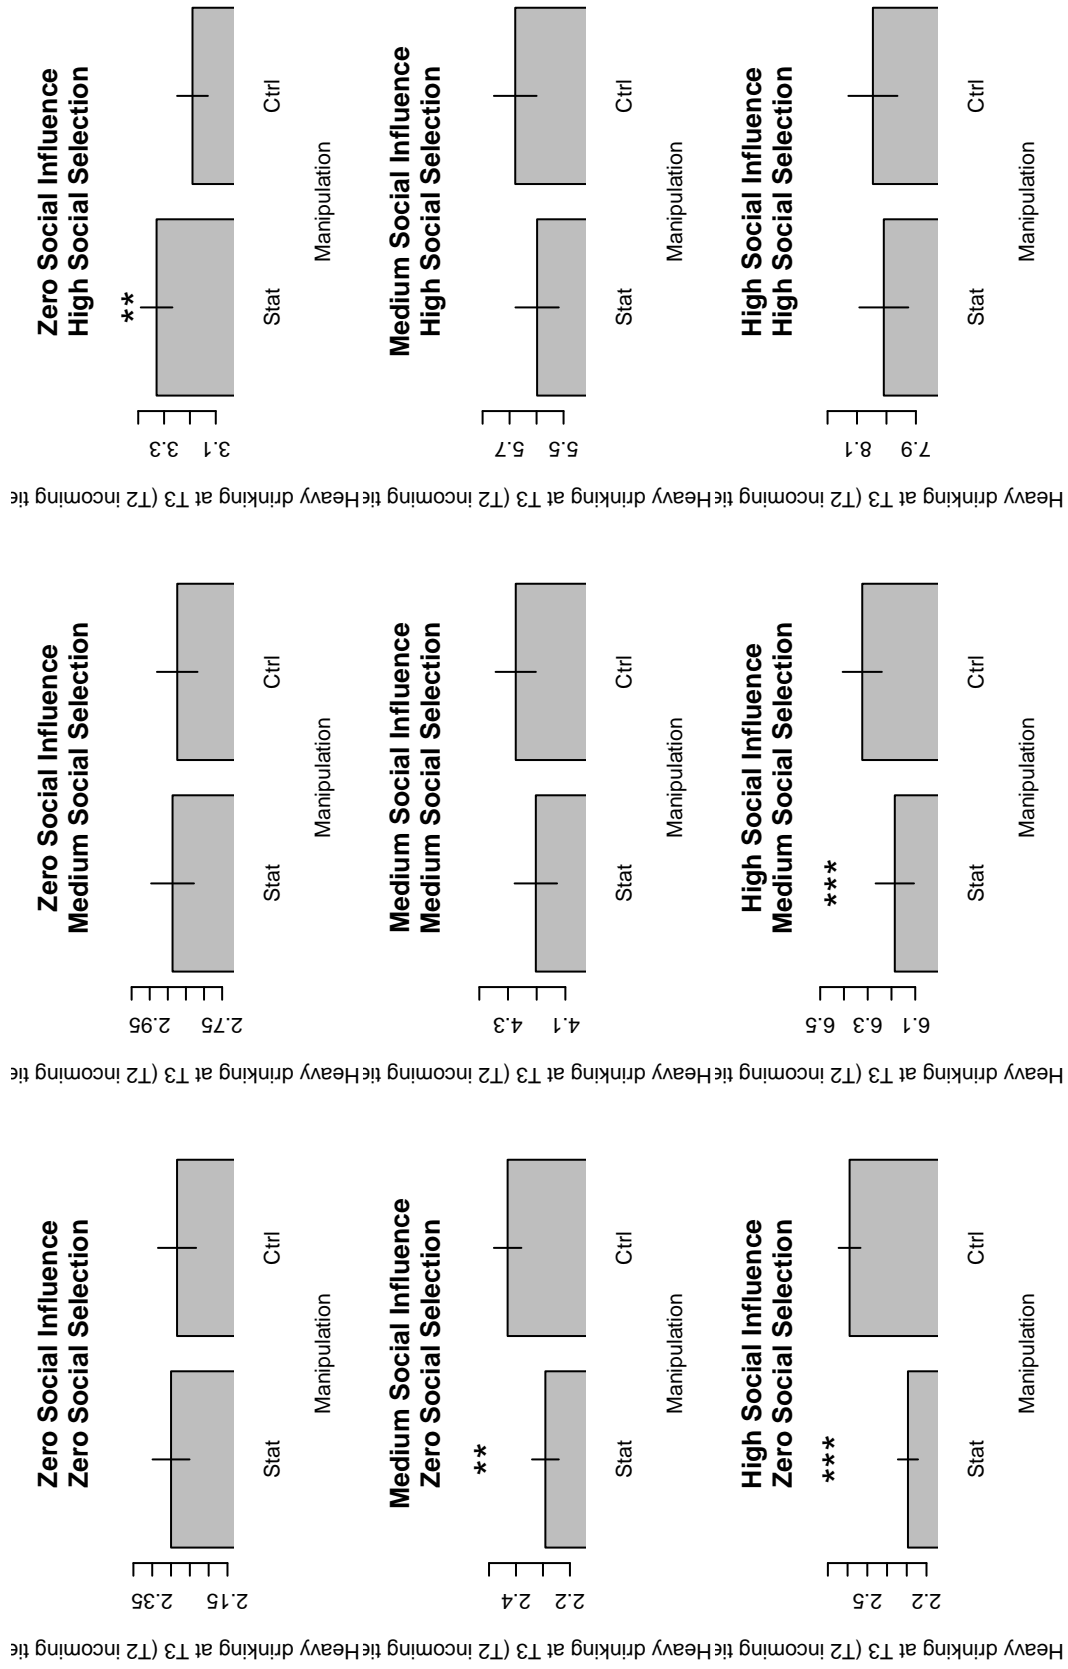 Zero Social Influence
Zero Social Selection
Heavy drinking at T3 (T2 incoming tie
2.35
2.15
Stat
Ctrl
Manipulation
Zero Social Influence
Medium Social Selection
Heavy drinking at T3 (T2 incoming tie
2.95
2.75
Stat
Ctrl
Manipulation
Zero Social Influence
High Social Selection
**
Heavy drinking at T3 (T2 incoming tie
3.3
3.1
Stat
Ctrl
Manipulation
Medium Social Influence
Zero Social Selection
**
Heavy drinking at T3 (T2 incoming tie
2.4
2.2
Stat
Ctrl
Manipulation
Medium Social Influence
Medium Social Selection
Heavy drinking at T3 (T2 incoming tie
4.3
4.1
Stat
Ctrl
Manipulation
Medium Social Influence
High Social Selection
Heavy drinking at T3 (T2 incoming tie
5.7
5.5
Stat
Ctrl
Manipulation
High Social Influence
Zero Social Selection
***
Heavy drinking at T3 (T2 incoming tie
2.5
2.2
Stat
Ctrl
Manipulation
High Social Influence
Medium Social Selection
***
Heavy drinking at T3 (T2 incoming tie
6.5
6.3
6.1
Stat
Ctrl
Manipulation
High Social Influence
High Social Selection
Heavy drinking at T3 (T2 incoming tie
8.1
7.9
Stat
Ctrl
Manipulation